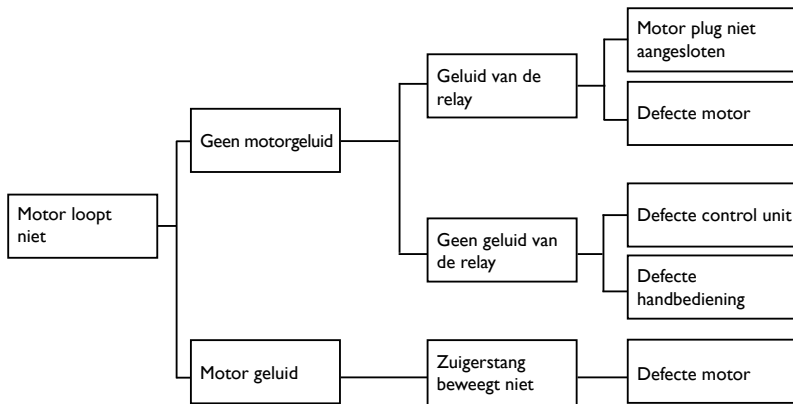 Motor loopt
niet
Geen motorgeluid
Geluid van de
relay
Motor plug niet
aangesloten
Defecte motor
Geen geluid van
de relay
Defecte control unit
Defecte
handbediening
Motor geluid
Zuigerstang
beweegt niet
Defecte motor